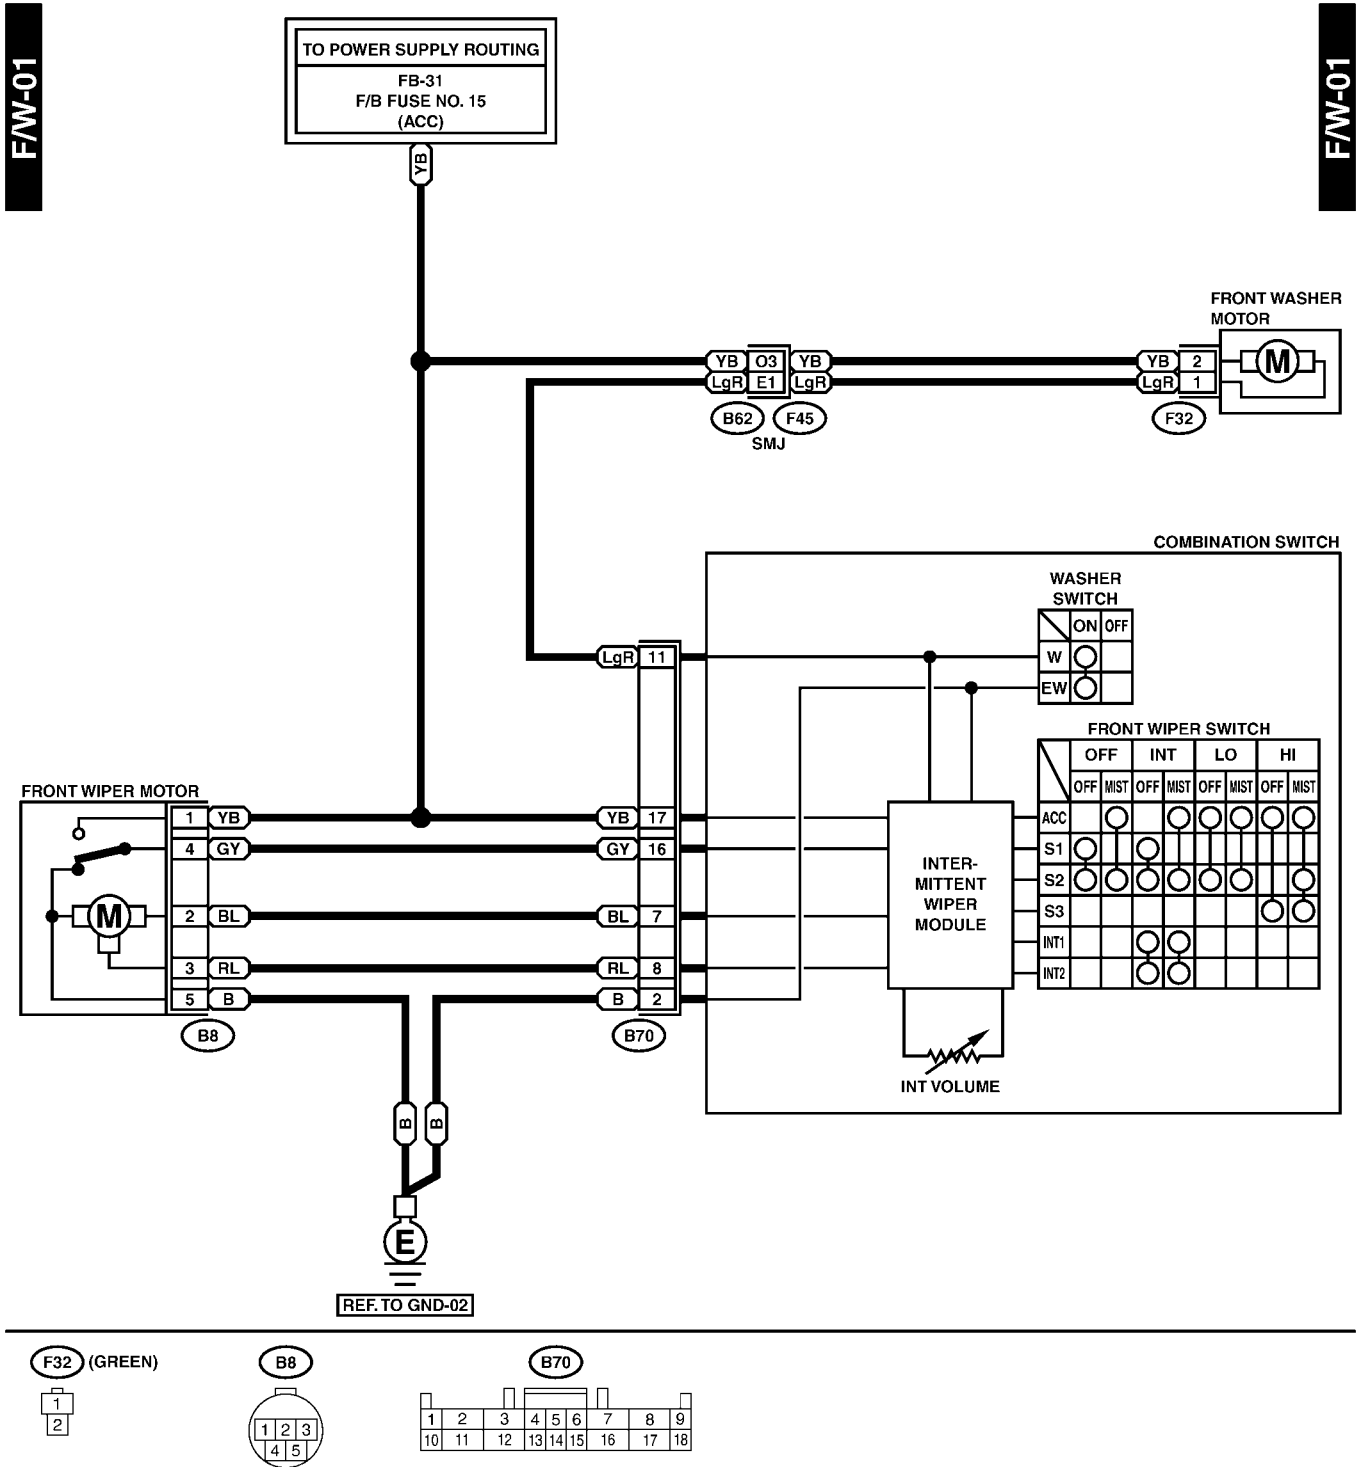 F/W-01
F/W-01
TO POWER SUPPLY ROUTING
FB-31
F/B FUSE NO. 15
(ACC)
YB
FRONT WASHER
MOTOR
YB O3 YB
LgR E1 LgR
YB 2
LgR 1
M
B62 F45
SMJ
F32
COMBINATION SWITCH
WASHER
SWITCH
ON OFF
LgR 11
W
EW
FRONT WIPER SWITCH
OFF INT LO HI
OFF MIST OFF MIST OFF MIST OFF MIST
FRONT WIPER MOTOR
1 YB
YB 17
ACC
4 GY
GY 16
S1
S2
INTER-
MITTENT
WIPER
MODULE
M
2 BL
BL 7
S3
INT1
3 RL
RL 8
INT2
5 B
B 2
B8
B70
INT VOLUME
B B
E
REF. TO GND-02
F32 (GREEN)
1
2
B8
1 2 3
4 5
B70
1 2 3 4 5 6 7 8 9
10 11 12 13 14 15 16 17 18